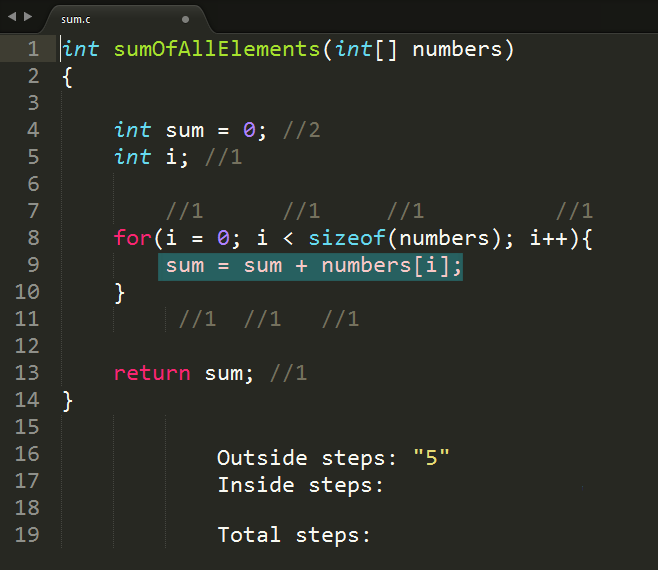 sum.c
1 int sumOfAllElements(int[] numbers)
2 {
3
4 int sum = 0; //2
5 int i; //1
6
7 //1 //1 //1 //1
8 for(i = 0; i < sizeof(numbers); i++){
9 sum = sum + numbers[i];
10 }
11 //1 //1 //1
12
13 return sum; //1
14 }
15
16 Outside steps: "5"
17 Inside steps:
18
19 Total steps: